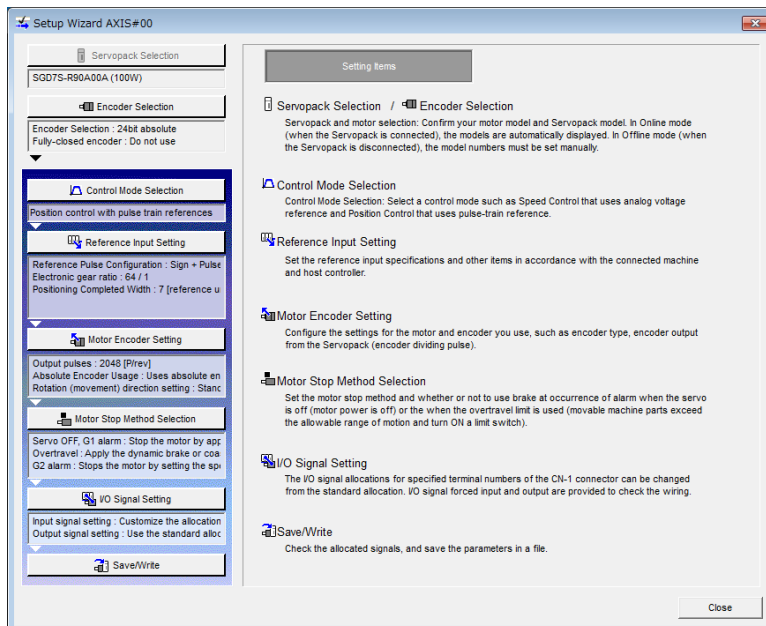 Setup Wizard AXIS#00
Servopack Selection
SGD7S-R90A00A (100W)
Encoder Selection
Encoder Selection : 24bit absolute
Fully-closed encoder : Do not use
Control Mode Selection
Position control with pulse train references
Reference Input Setting
Reference Pulse Configuration : Sign + Pulse
Electronic gear ratio : 64 / 1
Positioning Completed Width : 7 [reference u
Motor Encoder Setting
Output pulses : 2048 [P/rev]
Absolute Encoder Usage : Uses absolute en
Rotation (movement) direction setting : Stanc
Motor Stop Method Selection
Servo OFF, G1 alarm : Stop the motor by app
Overtravel : Apply the dynamic brake or coa
G2 alarm : Stops the motor by setting the spe
I/O Signal Setting
Input signal setting : Customize the allocation
Output signal setting : Use the standard alloc
Save/Write
Setting Items
Servopack Selection / Encoder Selection
Servopack and motor selection: Confirm your motor model and Servopack model. In Online mode
(when the Servopack is connected), the models are automatically displayed. In Offline mode (when
the Servopack is disconnected), the model numbers must be set manually.
Control Mode Selection
Control Mode Selection: Select a control mode such as Speed Control that uses analog voltage
reference and Position Control that uses pulse-train reference.
Reference Input Setting
Set the reference input specifications and other items in accordance with the connected machine
and host controller.
Motor Encoder Setting
Configure the settings for the motor and encoder you use, such as encoder type, encoder output
from the Servopack (encoder dividing pulse).
Motor Stop Method Selection
Set the motor stop method and whether or not to use brake at occurrence of alarm when the servo
is off (motor power is off) or the when the overtravel limit is used (movable machine parts exceed
the allowable range of motion and turn ON a limit switch).
I/O Signal Setting
The I/O signal allocations for specified terminal numbers of the CN-1 connector can be changed
from the standard allocation. I/O signal forced input and output are provided to check the wiring.
Save/Write
Check the allocated signals, and save the parameters in a file.
Close